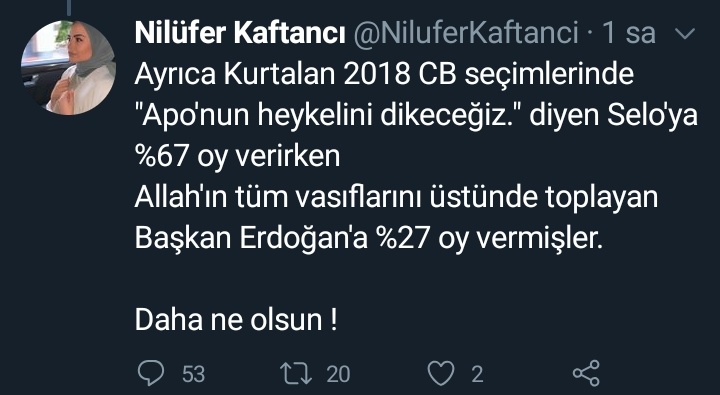 Nilüfer Kaftancı @NiluferKaftanci · 1 sa
Ayrıca Kurtalan 2018 CB seçimlerinde
"Apo'nun heykelini dikeceğiz." diyen Selo'ya
%67 oy verirken
Allah'ın tüm vasıflarını üstünde toplayan
Başkan Erdoğan'a %27 oy vermişler.
Daha ne olsun !
53 20 2